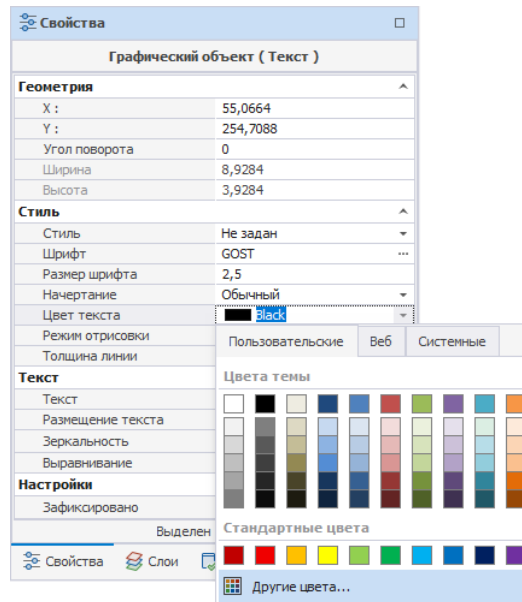 Свойства
Графический объект ( Текст )
Геометрия
X : 55,0664
Y : 254,7088
Угол поворота 0
Ширина 8,9284
Высота 3,9284
Стиль
Стиль Не задан
Шрифт GOST ...
Размер шрифта 2,5
Начертание Обычный
Цвет текста Black
Режим отрисовки
Толщина линии
Текст
Текст
Размещение текста
Зеркальность
Выравнивание
Настройки
Зафиксировано
Выделен
Свойства Слои
Пользовательские Веб Системные
Цвета темы
Стандартные цвета
Другие цвета...